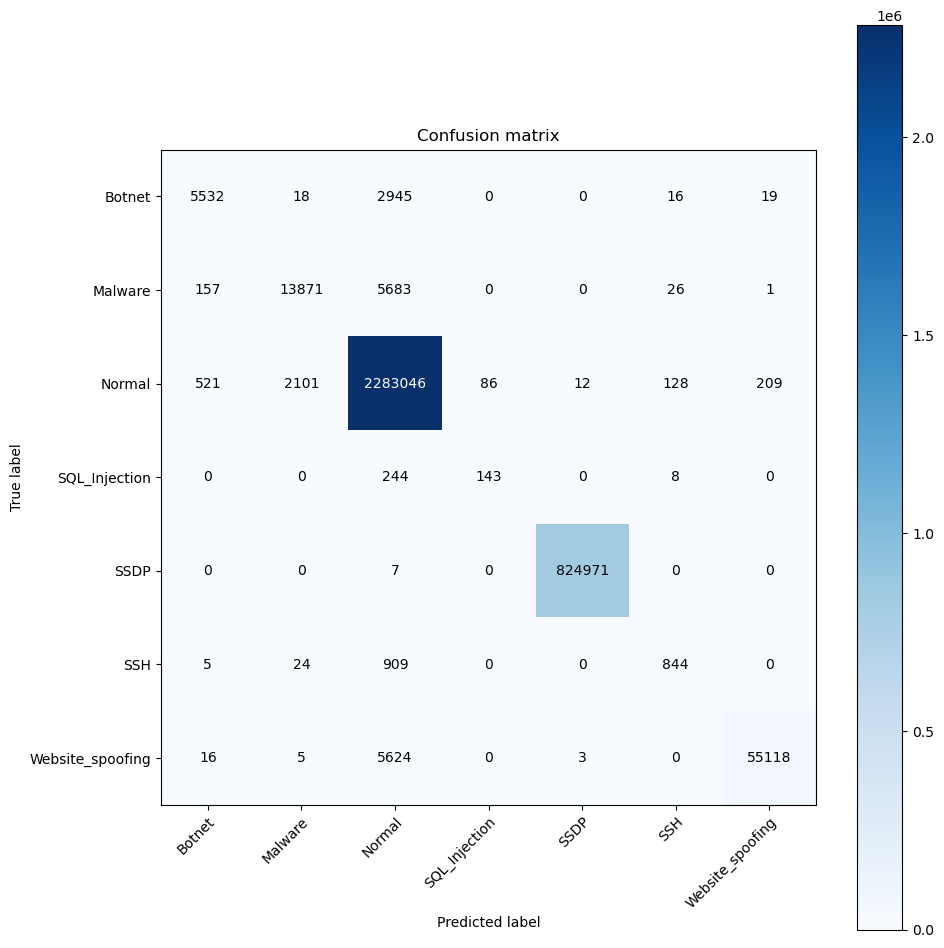 1e6
Confusion matrix
Botnet 5532 18 2945 0 0 16 19
2.0
Malware 157 13871 5683 0 0 26 1
1.5
Normal 521 2101 2283046 86 12 128 209
True label
SQL_Injection 0 0 244 143 0 8 0
1.0
SSDP 0 0 7 0 824971 0 0
SSH 5 24 909 0 0 844 0
0.5
Website_spoofing 16 5 5624 0 3 0 55118
Botnet Malware Normal SQL_Injection SSDP SSH Website_spoofing
Predicted label
0.0